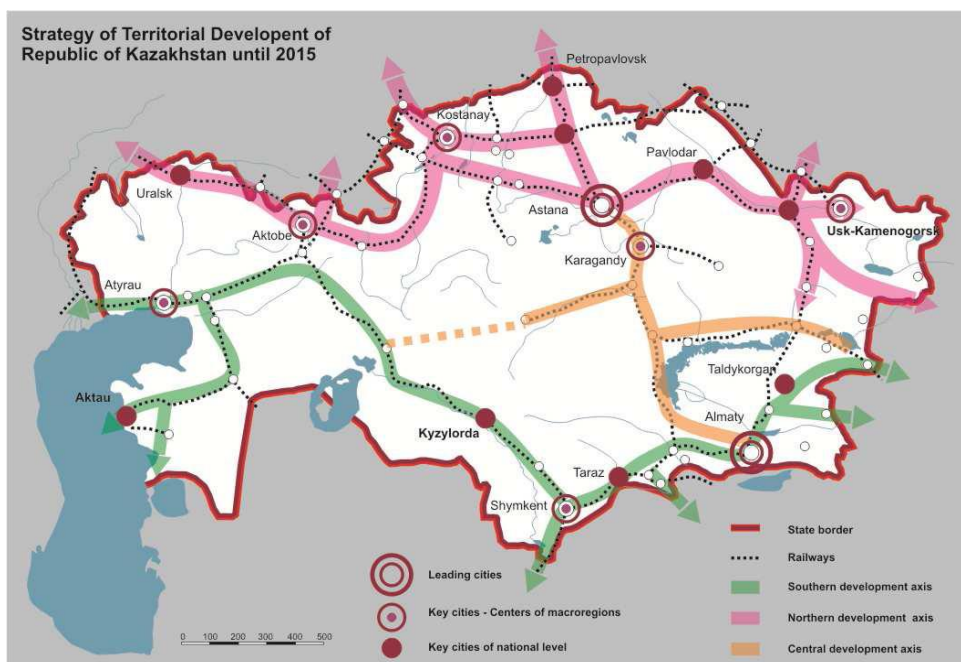 Strategy of Territorial Developent of
Republic of Kazakhstan until 2015
Petropavlovsk
Kostanay
Pavlodar
Uralsk
Astana
Aktobe
Usk-Kamenogorsk
Karagandy
Atyrau
Taldykorgan
Aktau
Almaty
Kyzylorda
Taraz
Shymkent
State border
Railways
Leading cities
Southern development axis
Key cities - Centers of macroregions
Northern development axis
Key cities of national level
Central development axis
0 100 200 300 400 500